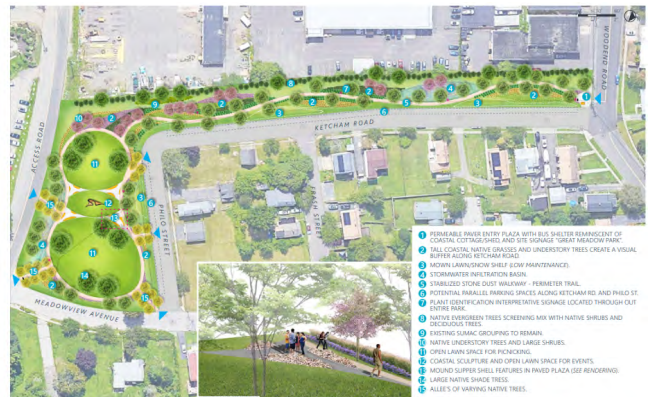 WOODEND ROAD
KETCHAM ROAD
ACCESS ROAD
PHILO STREET
FIFTH STREET
MEADOWVIEW AVENUE
1 PERMEABLE PAVER ENTRY PLAZA WITH BUS SHELTER REMINISCENT OF
COASTAL COTTAGE/SHED, AND SITE SIGNAGE "GREAT MEADOW PARK".
2 TALL COASTAL NATIVE GRASSES AND UNDERSTORY TREES CREATE A VISUAL
BUFFER ALONG KETCHAM ROAD
3 MOWN LAWN/SNOW SHELF (LOW MAINTENANCE).
4 STORMWATER INFILTRATION BASIN.
5 STABILIZED STONE DUST WALKWAY - PERIMETER TRAIL.
6 POTENTIAL PARALLEL PARKING SPACES ALONG KETCHAM RD. AND PHILO ST.
7 PLANT IDENTIFICATION INTERPRETATIVE SIGNAGE LOCATED THROUGH OUT
ENTIRE PARK.
8 NATIVE EVERGREEN TREES SCREENING MIX WITH NATIVE SHRUBS AND
DECIDUOUS TREES.
9 EXISTING SUMAC GROUPING TO REMAIN.
10 NATIVE UNDERSTORY TREES AND LARGE SHRUBS.
11 OPEN LAWN SPACE FOR PICNICKING.
12 COASTAL SCULPTURE AND OPEN LAWN SPACE FOR EVENTS.
13 MOUND SLIPPER SHELL FEATURES IN PAVED PLAZA (SEE RENDERING).
14 LARGE NATIVE SHADE TRESS.
15 ALLEE'S OF VARYING NATIVE TREES.